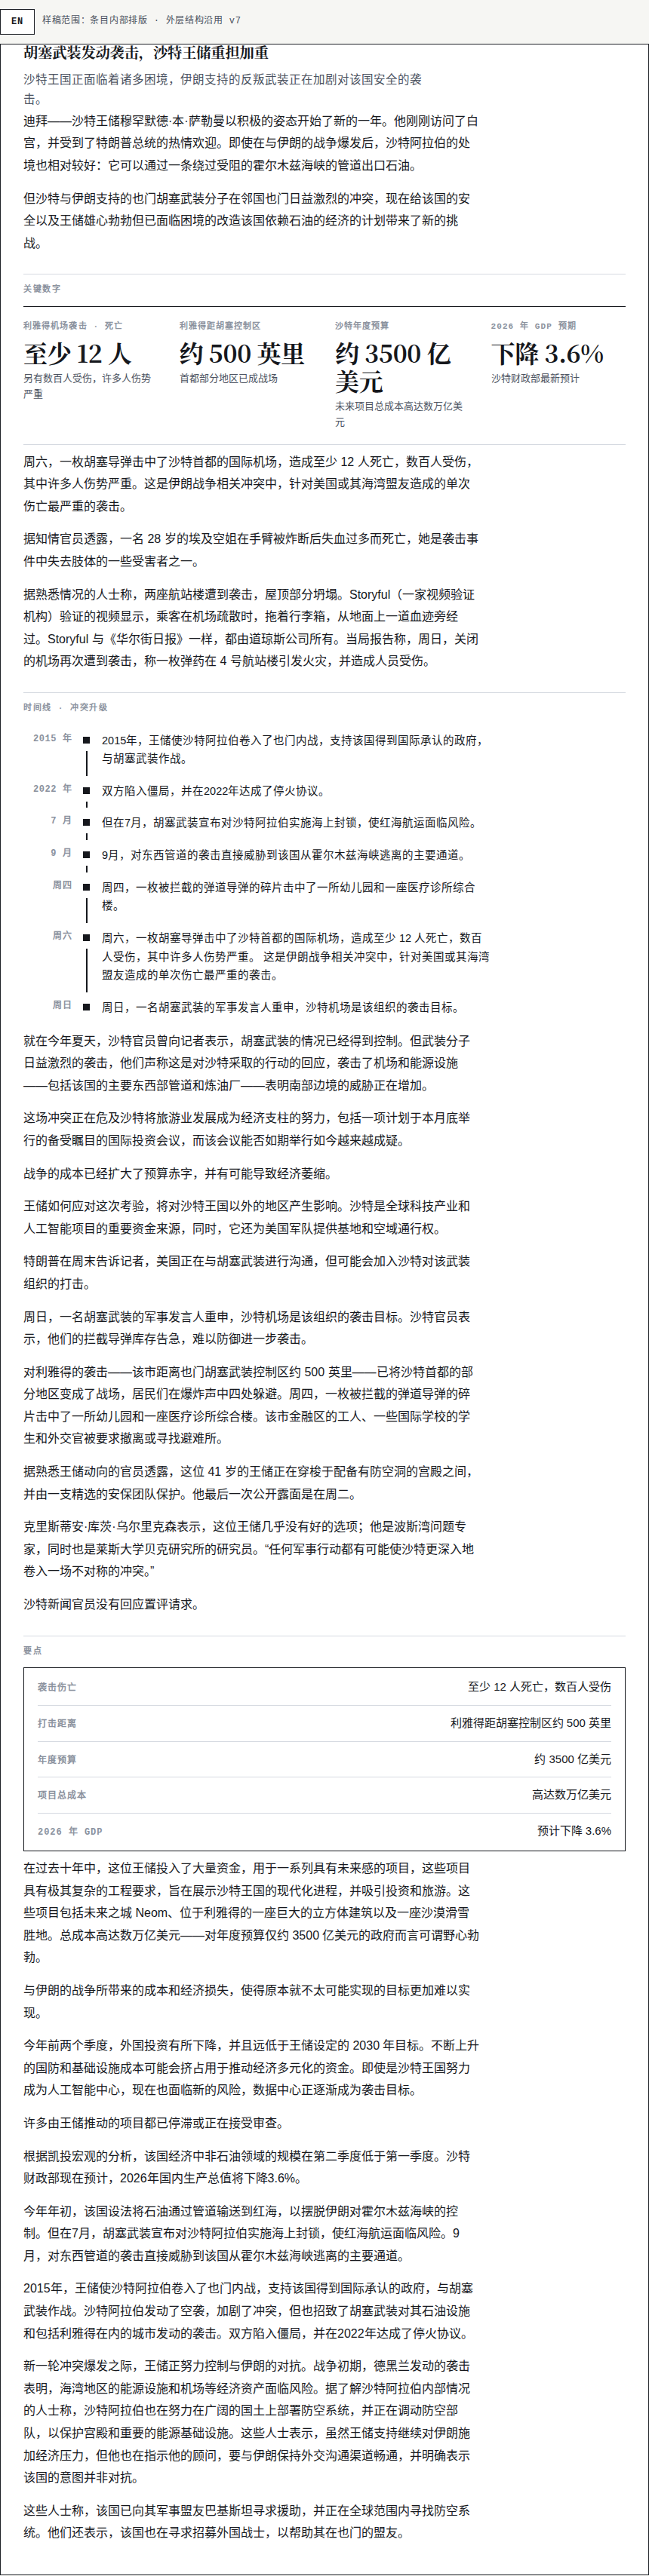 EN
样稿范围：条目内部排版 · 外层结构沿用 v7
胡塞武装发动袭击，沙特王储重担加重
沙特王国正面临着诸多困境，伊朗支持的反叛武装正在加剧对该国安全的袭
击。
迪拜——沙特王储穆罕默德·本·萨勒曼以积极的姿态开始了新的一年。他刚刚访问了白
宫，并受到了特朗普总统的热情欢迎。即使在与伊朗的战争爆发后，沙特阿拉伯的处
境也相对较好：它可以通过一条绕过受阻的霍尔木兹海峡的管道出口石油。
但沙特与伊朗支持的也门胡塞武装分子在邻国也门日益激烈的冲突，现在给该国的安
全以及王储雄心勃勃但已面临困境的改造该国依赖石油的经济的计划带来了新的挑
战。
关键数字
利雅得机场袭击 · 死亡
至少 12 人
另有数百人受伤，许多人伤势
严重
利雅得距胡塞控制区
约 500 英里
首都部分地区已成战场
沙特年度预算
约 3500 亿
美元
未来项目总成本高达数万亿美
元
2026 年 GDP 预期
下降 3.6%
沙特财政部最新预计
周六，一枚胡塞导弹击中了沙特首都的国际机场，造成至少 12 人死亡，数百人受伤，
其中许多人伤势严重。这是伊朗战争相关冲突中，针对美国或其海湾盟友造成的单次
伤亡最严重的袭击。
据知情官员透露，一名 28 岁的埃及空姐在手臂被炸断后失血过多而死亡，她是袭击事
件中失去肢体的一些受害者之一。
据熟悉情况的人士称，两座航站楼遭到袭击，屋顶部分坍塌。Storyful（一家视频验证
机构）验证的视频显示，乘客在机场疏散时，拖着行李箱，从地面上一道血迹旁经
过。Storyful 与《华尔街日报》一样，都由道琼斯公司所有。当局报告称，周日，关闭
的机场再次遭到袭击，称一枚弹药在 4 号航站楼引发火灾，并造成人员受伤。
时间线 · 冲突升级
2015 年
2015年，王储使沙特阿拉伯卷入了也门内战，支持该国得到国际承认的政府，
与胡塞武装作战。
2022 年
双方陷入僵局，并在2022年达成了停火协议。
7 月
但在7月，胡塞武装宣布对沙特阿拉伯实施海上封锁，使红海航运面临风险。
9 月
9月，对东西管道的袭击直接威胁到该国从霍尔木兹海峡逃离的主要通道。
周四
周四，一枚被拦截的弹道导弹的碎片击中了一所幼儿园和一座医疗诊所综合
楼。
周六
周六，一枚胡塞导弹击中了沙特首都的国际机场，造成至少 12 人死亡，数百
人受伤，其中许多人伤势严重。 这是伊朗战争相关冲突中，针对美国或其海湾
盟友造成的单次伤亡最严重的袭击。
周日
周日，一名胡塞武装的军事发言人重申，沙特机场是该组织的袭击目标。
就在今年夏天，沙特官员曾向记者表示，胡塞武装的情况已经得到控制。但武装分子
日益激烈的袭击，他们声称这是对沙特采取的行动的回应，袭击了机场和能源设施
——包括该国的主要东西部管道和炼油厂——表明南部边境的威胁正在增加。
这场冲突正在危及沙特将旅游业发展成为经济支柱的努力，包括一项计划于本月底举
行的备受瞩目的国际投资会议，而该会议能否如期举行如今越来越成疑。
战争的成本已经扩大了预算赤字，并有可能导致经济萎缩。
王储如何应对这次考验，将对沙特王国以外的地区产生影响。沙特是全球科技产业和
人工智能项目的重要资金来源，同时，它还为美国军队提供基地和空域通行权。
特朗普在周末告诉记者，美国正在与胡塞武装进行沟通，但可能会加入沙特对该武装
组织的打击。
周日，一名胡塞武装的军事发言人重申，沙特机场是该组织的袭击目标。沙特官员表
示，他们的拦截导弹库存告急，难以防御进一步袭击。
对利雅得的袭击——该市距离也门胡塞武装控制区约 500 英里——已将沙特首都的部
分地区变成了战场，居民们在爆炸声中四处躲避。周四，一枚被拦截的弹道导弹的碎
片击中了一所幼儿园和一座医疗诊所综合楼。该市金融区的工人、一些国际学校的学
生和外交官被要求撤离或寻找避难所。
据熟悉王储动向的官员透露，这位 41 岁的王储正在穿梭于配备有防空洞的宫殿之间，
并由一支精选的安保团队保护。他最后一次公开露面是在周二。
克里斯蒂安·库茨·乌尔里克森表示，这位王储几乎没有好的选项；他是波斯湾问题专
家，同时也是莱斯大学贝克研究所的研究员。“任何军事行动都有可能使沙特更深入地
卷入一场不对称的冲突。”
沙特新闻官员没有回应置评请求。
要点
袭击伤亡
至少 12 人死亡，数百人受伤
打击距离
利雅得距胡塞控制区约 500 英里
年度预算
约 3500 亿美元
项目总成本
高达数万亿美元
2026 年 GDP
预计下降 3.6%
在过去十年中，这位王储投入了大量资金，用于一系列具有未来感的项目，这些项目
具有极其复杂的工程要求，旨在展示沙特王国的现代化进程，并吸引投资和旅游。这
些项目包括未来之城 Neom、位于利雅得的一座巨大的立方体建筑以及一座沙漠滑雪
胜地。总成本高达数万亿美元——对年度预算仅约 3500 亿美元的政府而言可谓野心勃
勃。
与伊朗的战争所带来的成本和经济损失，使得原本就不太可能实现的目标更加难以实
现。
今年前两个季度，外国投资有所下降，并且远低于王储设定的 2030 年目标。不断上升
的国防和基础设施成本可能会挤占用于推动经济多元化的资金。即使是沙特王国努力
成为人工智能中心，现在也面临新的风险，数据中心正逐渐成为袭击目标。
许多由王储推动的项目都已停滞或正在接受审查。
根据凯投宏观的分析，该国经济中非石油领域的规模在第二季度低于第一季度。沙特
财政部现在预计，2026年国内生产总值将下降3.6%。
今年年初，该国设法将石油通过管道输送到红海，以摆脱伊朗对霍尔木兹海峡的控
制。但在7月，胡塞武装宣布对沙特阿拉伯实施海上封锁，使红海航运面临风险。9
月，对东西管道的袭击直接威胁到该国从霍尔木兹海峡逃离的主要通道。
2015年，王储使沙特阿拉伯卷入了也门内战，支持该国得到国际承认的政府，与胡塞
武装作战。沙特阿拉伯发动了空袭，加剧了冲突，但也招致了胡塞武装对其石油设施
和包括利雅得在内的城市发动的袭击。双方陷入僵局，并在2022年达成了停火协议。
新一轮冲突爆发之际，王储正努力控制与伊朗的对抗。战争初期，德黑兰发动的袭击
表明，海湾地区的能源设施和机场等经济资产面临风险。据了解沙特阿拉伯内部情况
的人士称，沙特阿拉伯也在努力在广阔的国土上部署防空系统，并正在调动防空部
队，以保护宫殿和重要的能源基础设施。这些人士表示，虽然王储支持继续对伊朗施
加经济压力，但他也在指示他的顾问，要与伊朗保持外交沟通渠道畅通，并明确表示
该国的意图并非对抗。
这些人士称，该国已向其军事盟友巴基斯坦寻求援助，并正在全球范围内寻找防空系
统。他们还表示，该国也在寻求招募外国战士，以帮助其在也门的盟友。